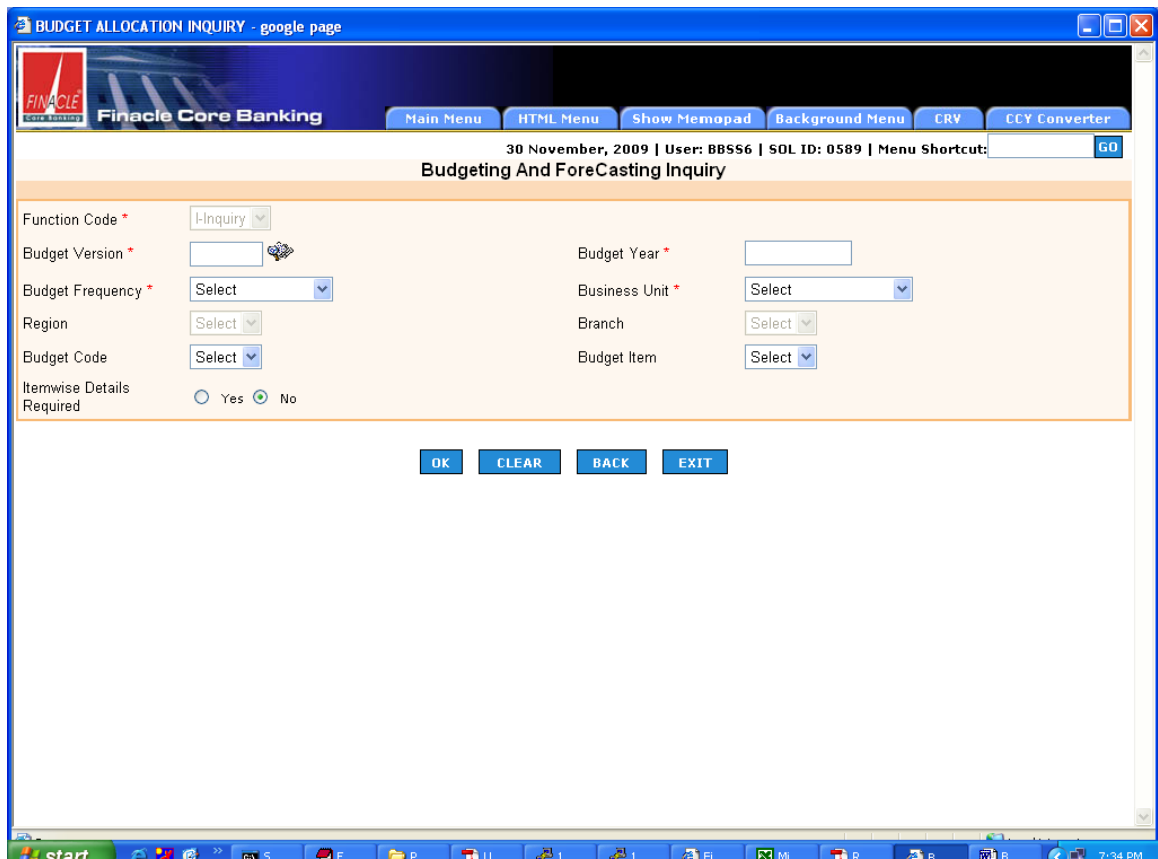 BUDGET ALLOCATION INQUIRY - google page
FINACLE
Core Banking
Finacle Core Banking
Main Menu HTML Menu Show Memopad Background Menu CRV CCY Converter
30 November, 2009 | User: BBSS6 | SOL ID: 0589 | Menu Shortcut: GO
Budgeting And ForeCasting Inquiry
Function Code * I-Inquiry
Budget Version * Budget Year *
Budget Frequency * Select Business Unit * Select
Region Select Branch Select
Budget Code Select Budget Item Select
Itemwise Details
Required Yes No
OK CLEAR BACK EXIT
start 7:34 PM